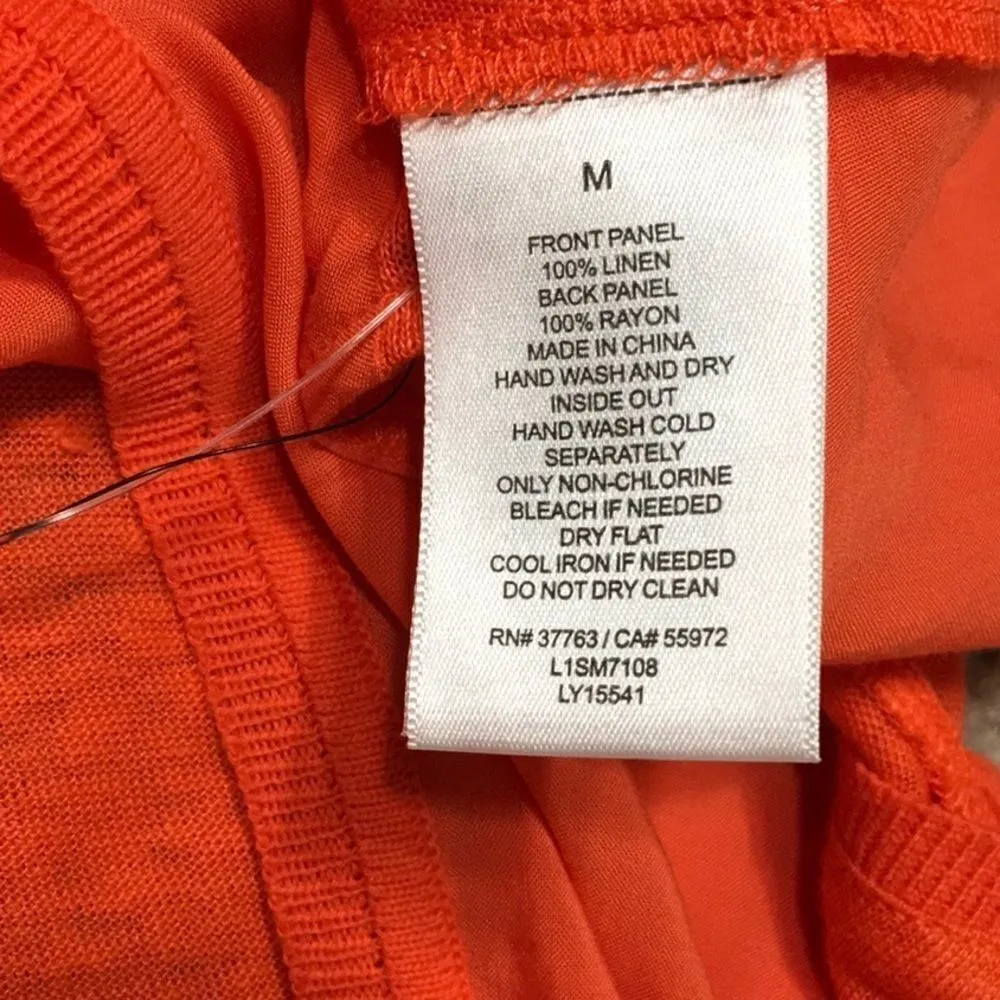 M
FRONT PANEL
100% LINEN
BACK PANEL
100% RAYON
MADE IN CHINA
HAND WASH AND DRY
INSIDE OUT
HAND WASH COLD
SEPARATELY
ONLY NON-CHLORINE
BLEACH IF NEEDED
DRY FLAT
COOL IRON IF NEEDED
DO NOT DRY CLEAN
RN# 37763 / CA# 55972
L1SM7108
LY15541